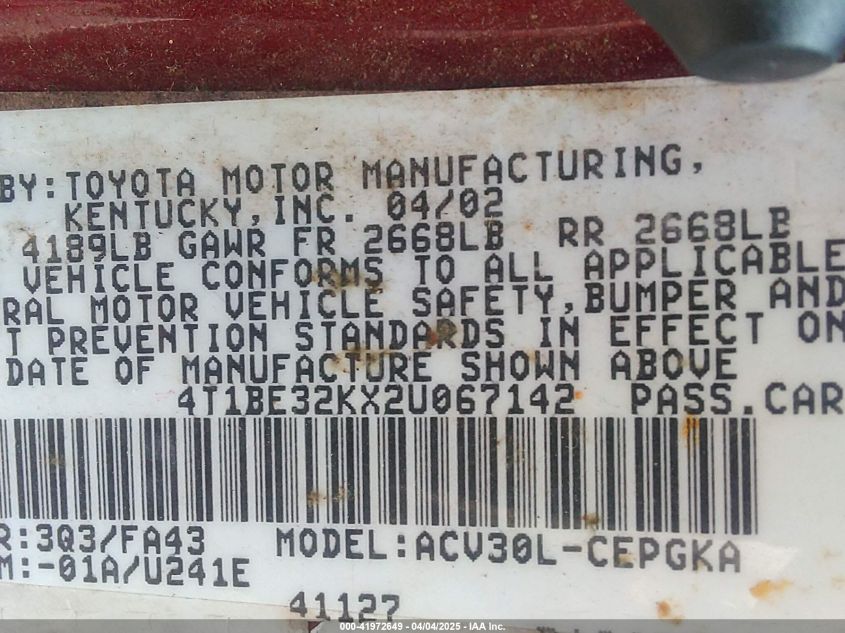 BY:TOYOTA MOTOR MANUFACTURING,
KENTUCKY,INC. 04/02
4189LB GAWR FR 2668LB RR 2668LB
VEHICLE CONFORMS TO ALL APPLICABLE
RAL MOTOR VEHICLE SAFETY,BUMPER AND
T PREVENTION STANDARDS IN EFFECT ON
DATE OF MANUFACTURE SHOWN ABOVE
4T1BE32KX2U067142 PASS.CAR
R:3Q3/FA43 MODEL:ACV30L-CEPGKA
M:-01A/U241E
41127
000-41972649 - 04/04/2025 - IAA Inc.